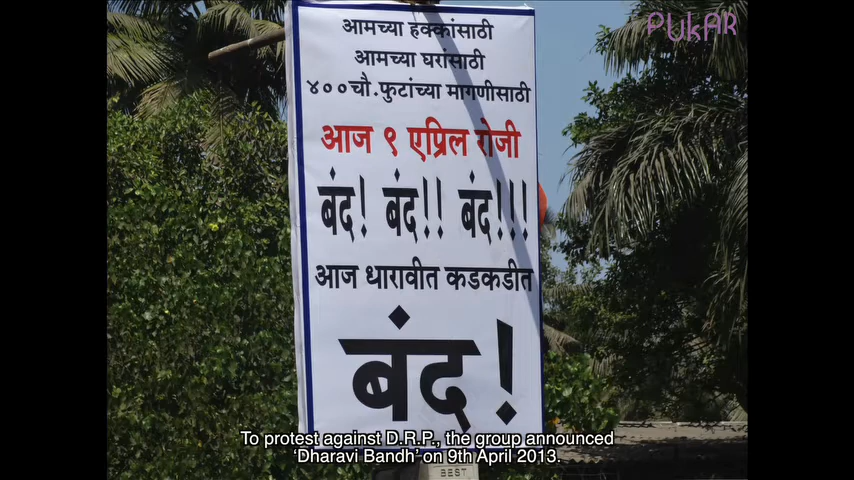 PUKAR
आमच्या हक्कांसाठी
आमच्या घरांसाठी
४००चौ.फुटांच्या मागणीसाठी
आज ९ एप्रिल रोजी
बंद! बंद!! बंद!!!
आज धारावीत कडकडीत
बंद!
BEST
To protest against D.R.P., the group announced
‘Dharavi Bandh’ on 9th April 2013.